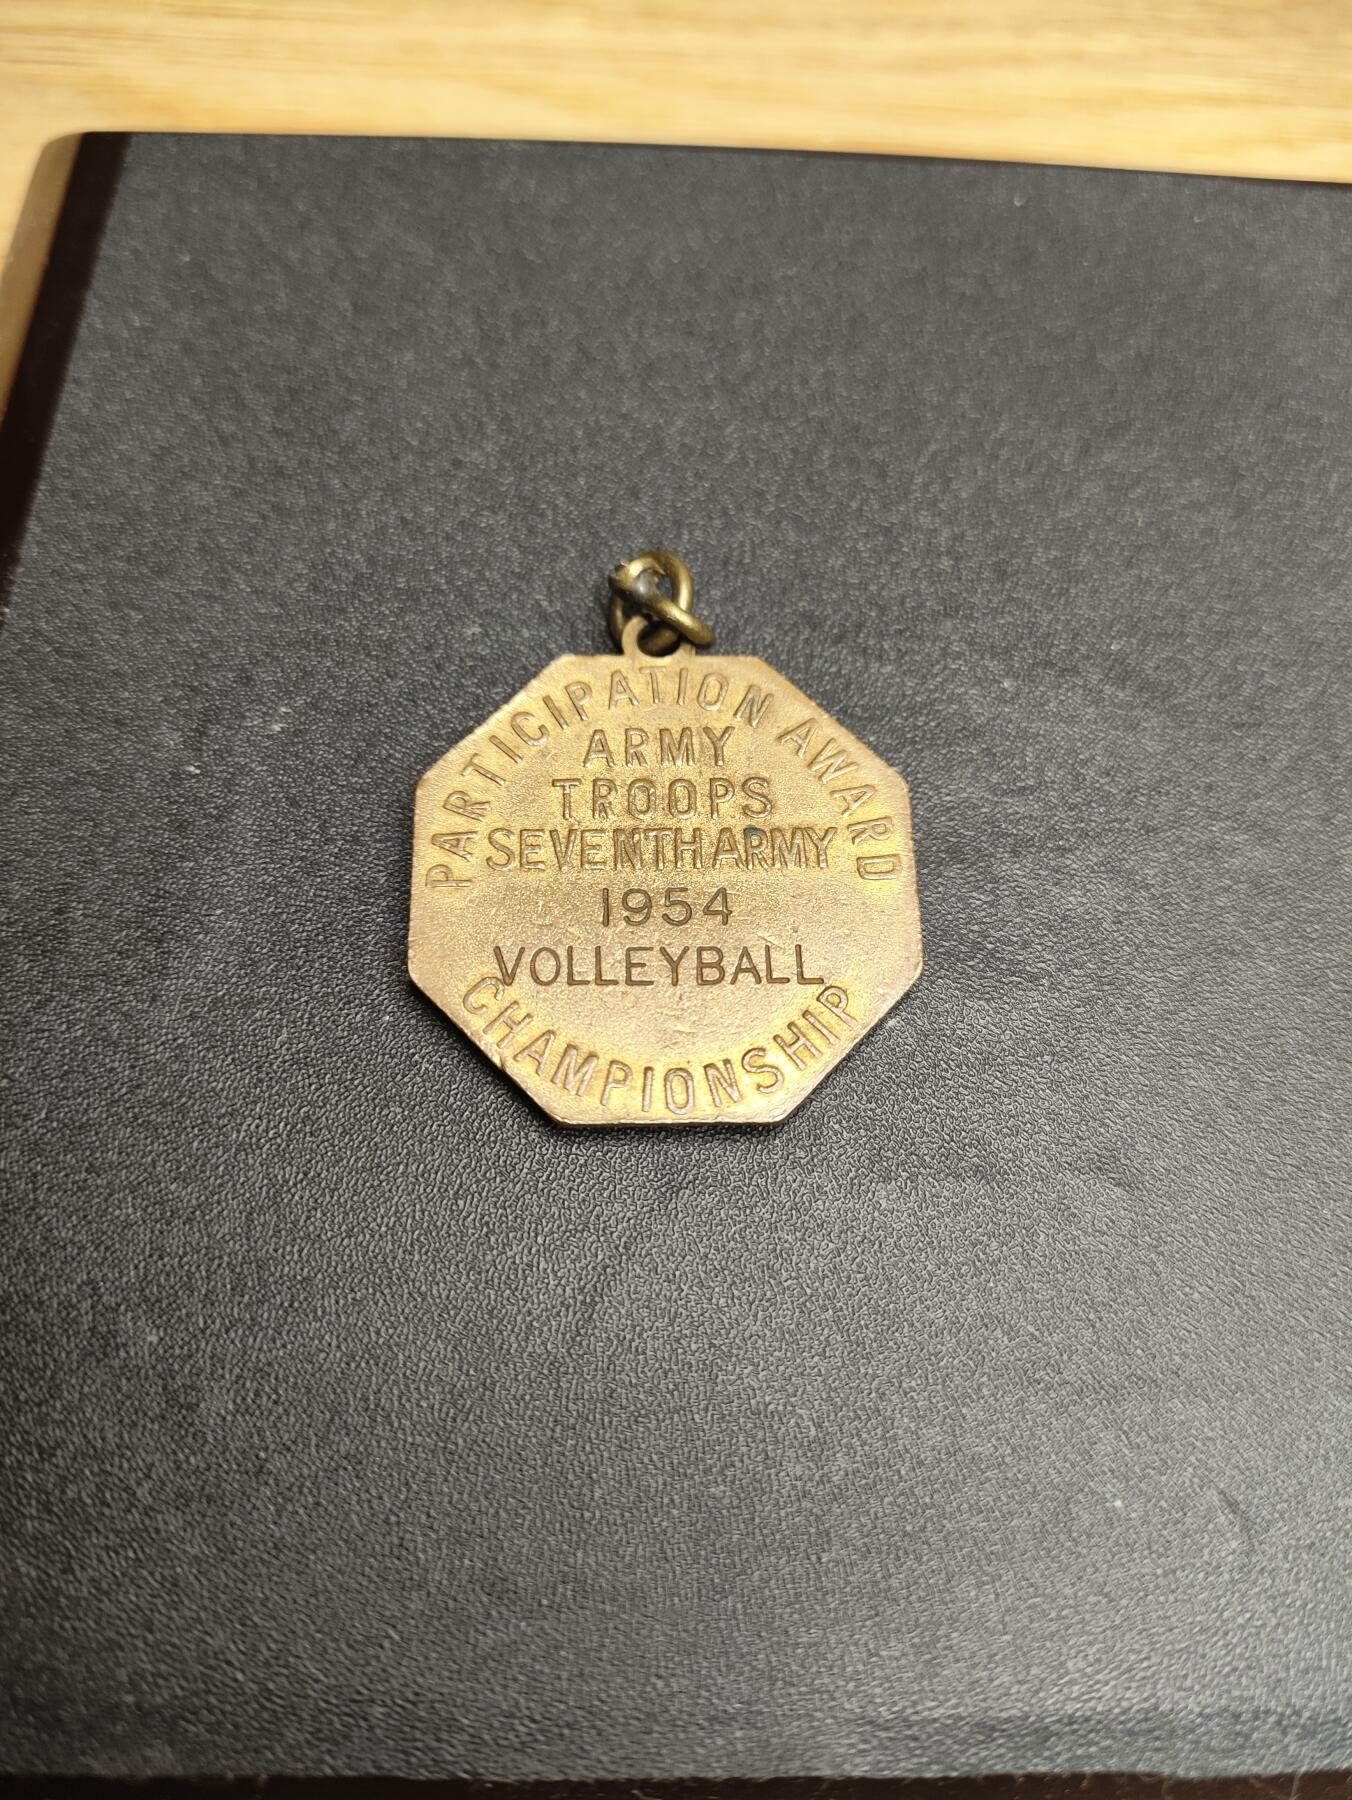 PARTICIPATION AWARD
ARMY
TROOPS
SEVENTH ARMY
1954
VOLLEYBALL
CHAMPIONSHIP